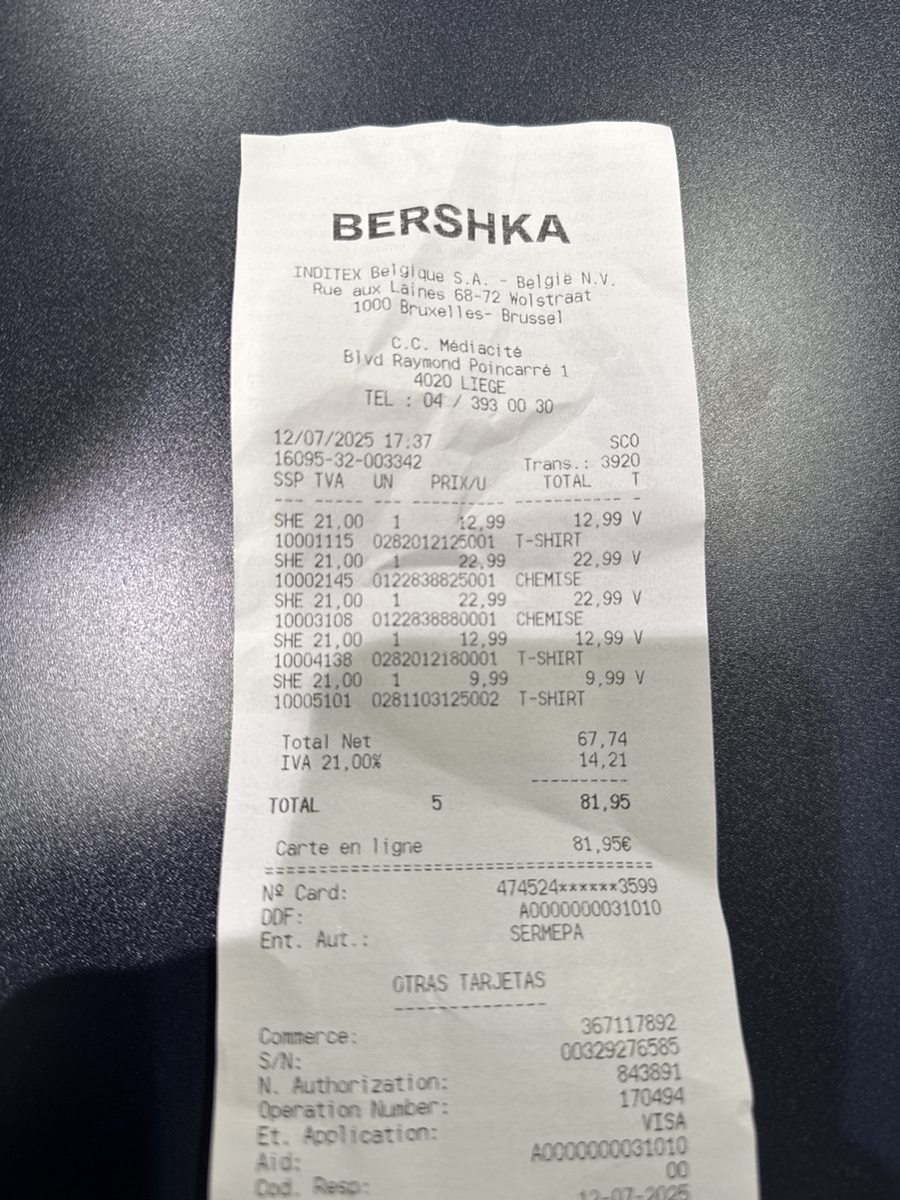 BERSHKA
INDITEX Belgique S.A. - België N.V.
Rue aux Laines 68-72 Wolstraat
1000 Bruxelles- Brussel
C.C. Médiacité
Blvd Raymond Poincarré 1
4020 LIEGE
TEL : 04 / 393 00 30
12/07/2025 17:37 SCO
16095-32-003342 Trans.: 3920
SSP TVA UN PRIX/U TOTAL T
--- ----- --- --------- ----------- -
SHE 21,00 1 12,99 12,99 V
10001115 0282012125001 T-SHIRT
SHE 21,00 1 22,99 22,99 V
10002145 0122838825001 CHEMISE
SHE 21,00 1 22,99 22,99 V
10003108 0122838880001 CHEMISE
SHE 21,00 1 12,99 12,99 V
10004138 0282012180001 T-SHIRT
SHE 21,00 1 9,99 9,99 V
10005101 0281103125002 T-SHIRT
Total Net 67,74
IVA 21,00% 14,21
----------
TOTAL 5 81,95
Carte en ligne 81,95€
========================================
Nº Card: 474524******3599
DDF: A0000000031010
Ent. Aut.: SERMEPA
OTRAS TARJETAS
--------------
Commerce: 367117892
S/N: 00329276585
N. Authorization: 843891
Operation Number: 170494
Et. Application: VISA
Aid: A0000000031010
Cod. Resp: 00
12-07-2025